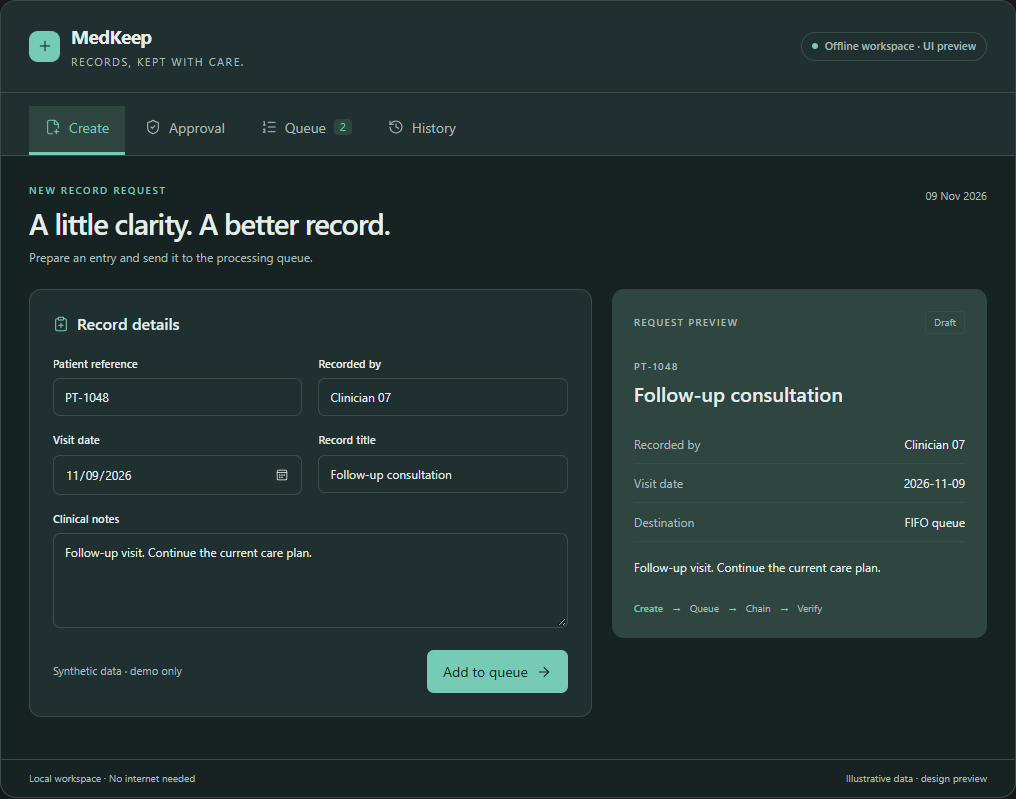 MedKeep
RECORDS, KEPT WITH CARE.
Offline workspace · UI preview
Create
Approval
Queue 2
History
NEW RECORD REQUEST
09 Nov 2026
A little clarity. A better record.
Prepare an entry and send it to the processing queue.
Record details
Patient reference
Recorded by
PT-1048
Clinician 07
Visit date
Record title
11/09/2026
Follow-up consultation
Clinical notes
Follow-up visit. Continue the current care plan.
Synthetic data · demo only
Add to queue →
REQUEST PREVIEW
Draft
PT-1048
Follow-up consultation
Recorded by Clinician 07
Visit date 2026-11-09
Destination FIFO queue
Follow-up visit. Continue the current care plan.
Create → Queue → Chain → Verify
Local workspace · No internet needed
Illustrative data · design preview